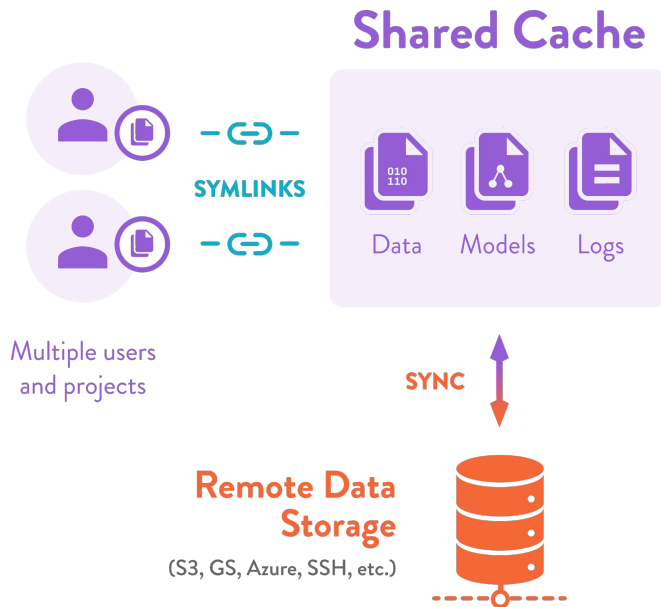 Shared Cache
010
110
SYMLINKS
Data
Models
Logs
Multiple users
and projects
SYNC
Remote Data
Storage
(S3, GS, Azure, SSH, etc.)